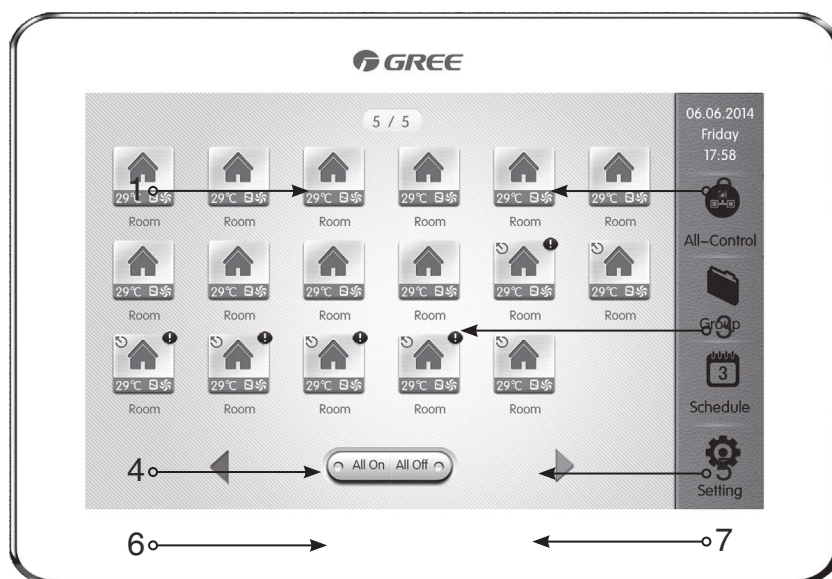 GREE
5 / 5
06.06.2014
Friday
17:58
1
29℃ 29℃ 29℃ 29℃ 29℃ 29℃
Room Room Room Room Room Room
All-Control
29℃ 29℃ 29℃ 29℃ 29℃ 29℃
Room Room Room Room Room Room
Group
3
29℃ 29℃ 29℃ 29℃ 29℃
3
Room Room Room Room Room
Schedule
4
All On All Off
5
Setting
6
7